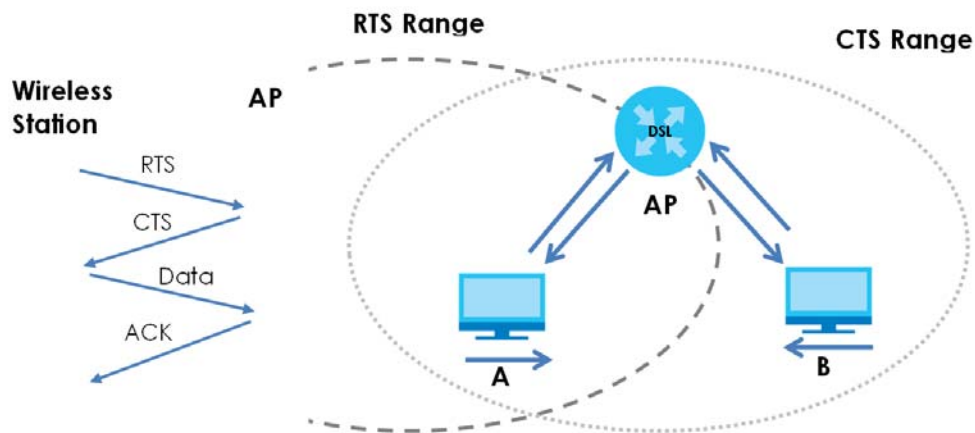 RTS Range
CTS Range
Wireless
Station
AP
RTS
CTS
Data
ACK
DSL
AP
A
B